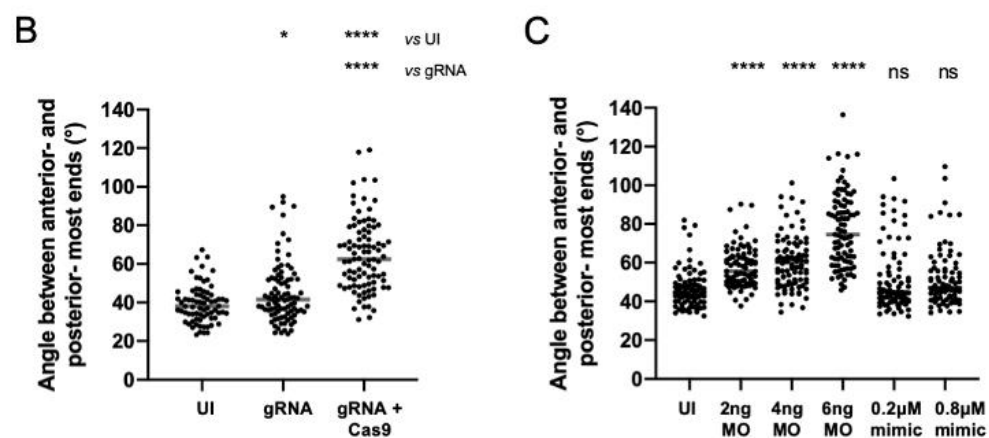 B
* **** vs UI
**** vs gRNA
Angle between anterior- and
posterior- most ends (°)
140
120
100
80
60
40
20
0
UI gRNA gRNA +
Cas9
C
**** **** **** ns ns
Angle between anterior- and
posterior- most ends (°)
140
120
100
80
60
40
20
0
UI 2ng 4ng 6ng 0.2µM 0.8µM
MO MO MO mimic mimic